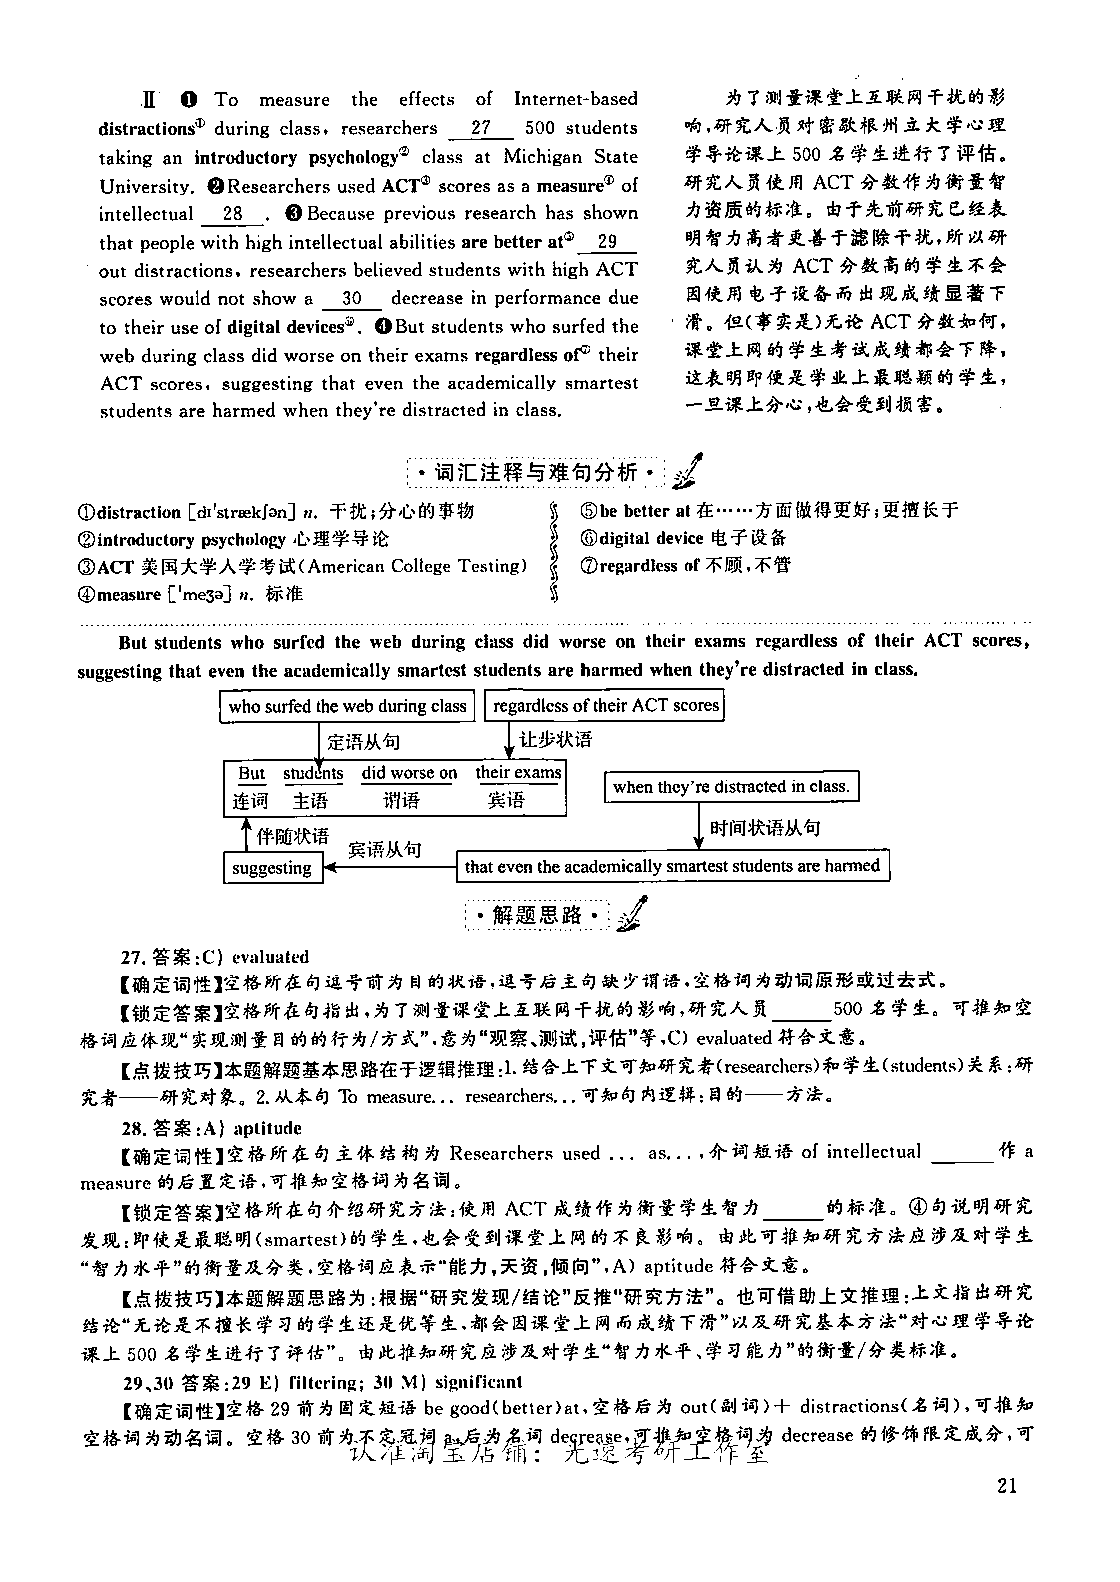 Ⅱ ❶ To measure the effects of Internet-based
distractions① during class, researchers 27 500 students
taking an introductory psychology② class at Michigan State
University. ❷Researchers used ACT③ scores as a measure④ of
intellectual 28 . ❸Because previous research has shown
that people with high intellectual abilities are better at⑤ 29
out distractions, researchers believed students with high ACT
scores would not show a 30 decrease in performance due
to their use of digital devices⑥. ❹But students who surfed the
web during class did worse on their exams regardless of⑦ their
ACT scores, suggesting that even the academically smartest
students are harmed when they're distracted in class.
为了测量课堂上互联网干扰的影
响,研究人员对密歇根州立大学心理
学导论课上 500 名学生进行了评估。
研究人员使用 ACT 分数作为衡量智
力资质的标准。由于先前研究已经表
明智力高者更善于滤除干扰,所以研
究人员认为 ACT 分数高的学生不会
因使用电子设备而出现成绩显著下
滑。但(事实是)无论 ACT 分数如何,
课堂上网的学生考试成绩都会下降,
这表明即便是学业上最聪颖的学生,
一旦课上分心,也会受到损害。
·词汇注释与难句分析·
①distraction [dɪ'strækʃən] n. 干扰;分心的事物
②introductory psychology 心理学导论
③ACT 美国大学入学考试(American College Testing)
④measure ['meʒə] n. 标准
⑤be better at 在……方面做得更好;更擅长于
⑥digital device 电子设备
⑦regardless of 不顾,不管
But students who surfed the web during class did worse on their exams regardless of their ACT scores,
suggesting that even the academically smartest students are harmed when they're distracted in class.
who surfed the web during class regardless of their ACT scores
定语从句 让步状语
But students did worse on their exams
连词 主语 谓语 宾语
when they're distracted in class.
伴随状语 宾语从句 时间状语从句
suggesting that even the academically smartest students are harmed
·解题思路·
27. 答案:C) evaluated
【确定词性】空格所在句逗号前为目的状语,逗号后主句缺少谓语,空格词为动词原形或过去式。
【锁定答案】空格所在句指出,为了测量课堂上互联网干扰的影响,研究人员______500 名学生。可推知空
格词应体现“实现测量目的的行为/方式”,意为“观察、测试,评估”等,C) evaluated 符合文意。
【点拨技巧】本题解题基本思路在于逻辑推理:1. 结合上下文可知研究者(researchers)和学生(students)关系:研
究者——研究对象。2. 从本句 To measure... researchers... 可知句内逻辑:目的——方法。
28. 答案:A) aptitude
【确定词性】空格所在句主体结构为 Researchers used ... as...,介词短语 of intellectual ______作 a
measure 的后置定语,可推知空格词为名词。
【锁定答案】空格所在句介绍研究方法:使用 ACT 成绩作为衡量学生智力______的标准。④句说明研究
发现:即使是最聪明(smartest)的学生,也会受到课堂上网的不良影响。由此可推知研究方法应涉及对学生
“智力水平”的衡量及分类,空格词应表示“能力,天资,倾向”,A) aptitude 符合文意。
【点拨技巧】本题解题思路为:根据“研究发现/结论”反推“研究方法”。也可借助上文推理:上文指出研究
结论“无论是不擅长学习的学生还是优等生,都会因课堂上网而成绩下滑”以及研究基本方法“对心理学导论
课上 500 名学生进行了评估”。由此推知研究应涉及对学生“智力水平、学习能力”的衡量/分类标准。
29、30 答案:29 E) filtering; 30 M) significant
【确定词性】空格 29 前为固定短语 be good(better)at,空格后为 out(副词)+ distractions(名词),可推知
空格词为动名词。空格 30 前为不定冠词 a,后为名词 decrease,可推知空格词为 decrease 的修饰限定成分,可
认准淘宝店铺：光速考研工作室
21